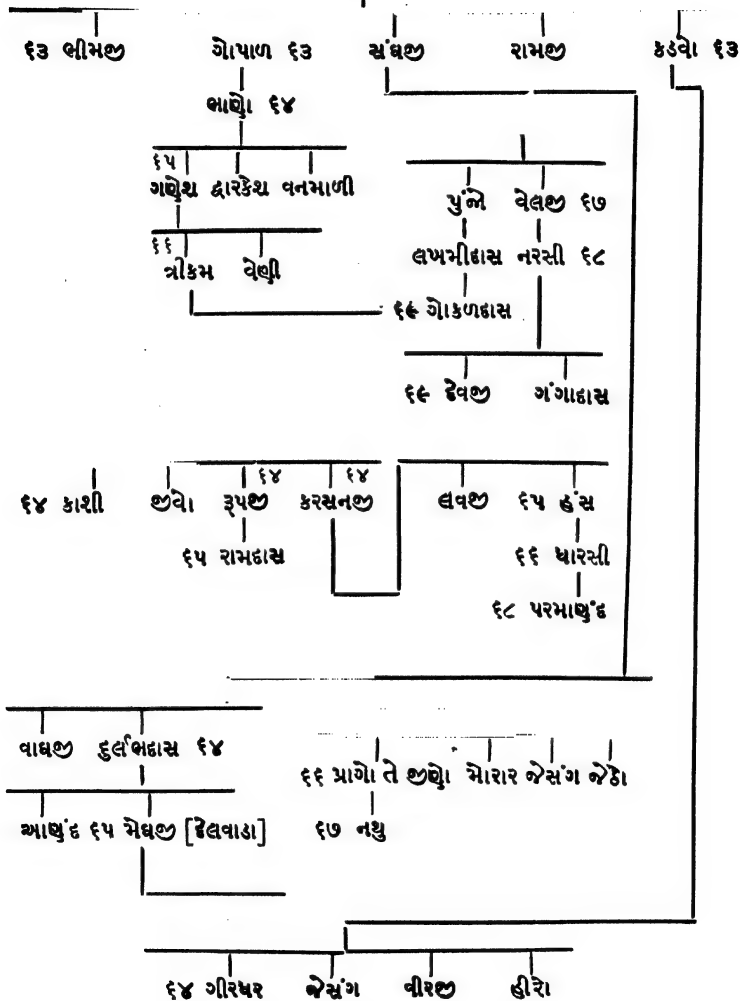 ૬૩ ભીમજી ગોપાળ ૬૩ સંઘજી રામજી કડવો ૬૩
ભાણો ૬૪
૬૫
ગણેશ દ્વારકેશ વનમાળી
પુંજો વેલજી ૬૭
૬૬
ત્રીકમ વેણી
લખમીદાસ નરસી ૬૮
૬૯ ગોકળદાસ
૬૯ દેવજી ગંગાદાસ
૬૪ ૬૪
૬૪ કાશી જીવો રૂપજી કરસનજી લવજી ૬૫ હંસ
૬૫ રામદાસ ૬૬ ધારસી
૬૮ પરમાણંદ
વાઘજી દુર્લભદાસ ૬૪
૬૬ પ્રાગો તે જીણો મોરાર જેસંગ જેઠો
આણંદ ૬૫ મેઘજી [દેલવાડા] ૬૭ નથુ
૬૪ ગીરધર જેસંગ વીરજી હીરો